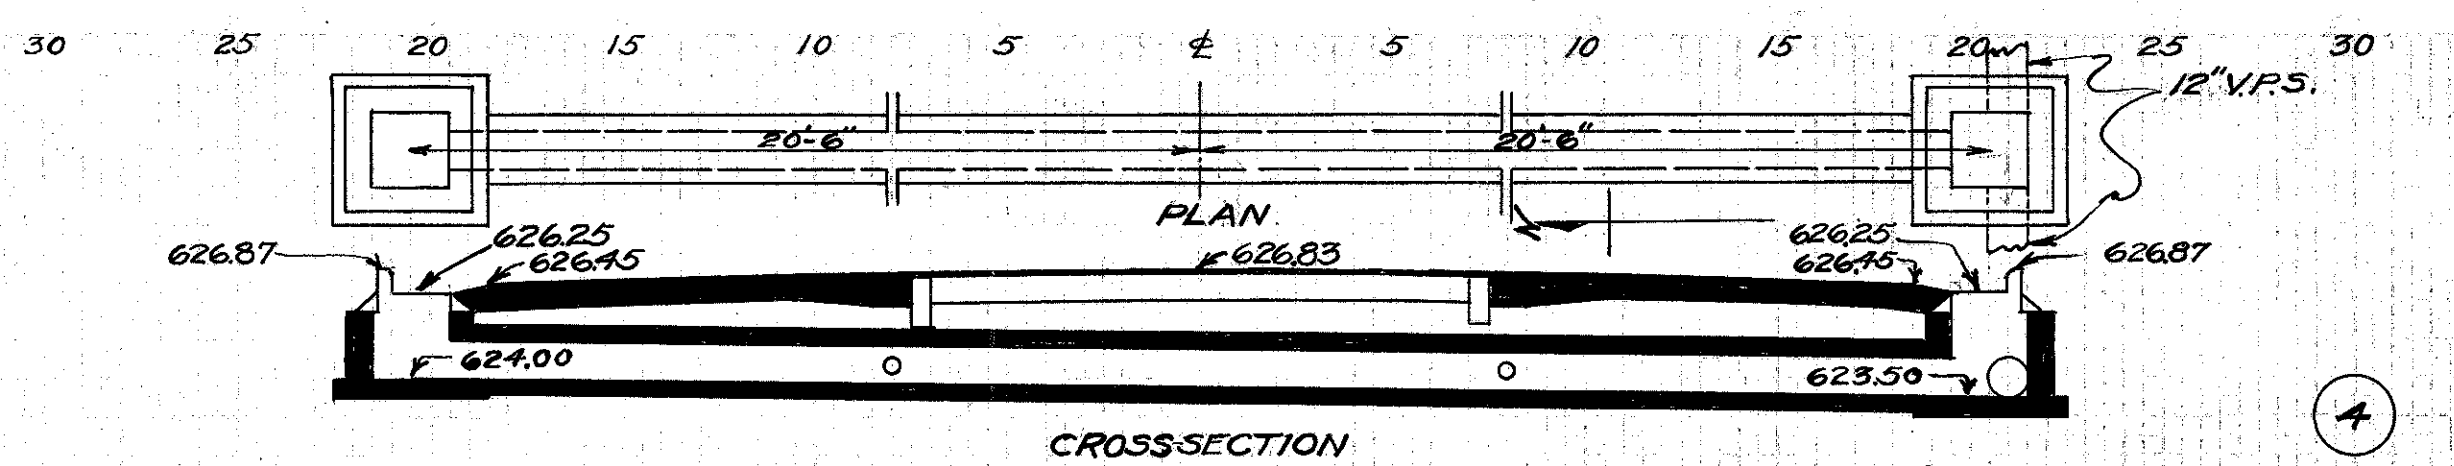 30 25 20 15 10 5 ℄ 5 10 15 20 25 30
12" V.P.S.
20'-6" 20'-6"
PLAN
626.87 626.25 626.83 626.25 626.87
626.45 626.45
624.00 623.50
CROSS-SECTION
4